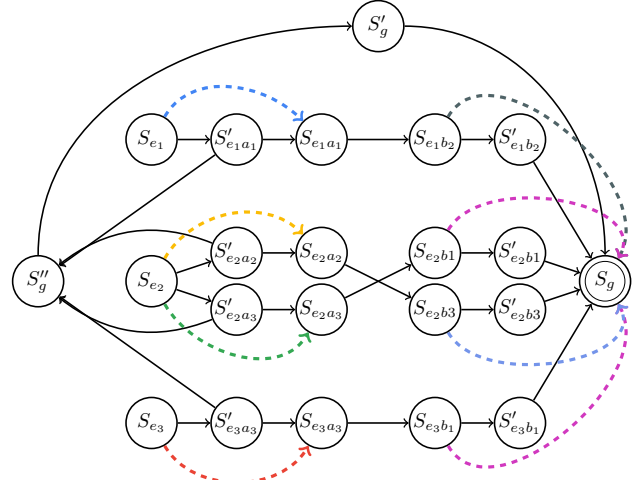 S′_g
S_{e_1} S′_{e_1a_1} S_{e_1a_1} S_{e_1b_2} S′_{e_1b_2}
S′_{e_2a_2} S_{e_2a_2} S_{e_2b1} S′_{e_2b1}
S″_g S_{e_2} S_g
S′_{e_2a_3} S_{e_2a_3} S_{e_2b3} S′_{e_2b3}
S_{e_3} S′_{e_3a_3} S_{e_3a_3} S_{e_3b_1} S′_{e_3b_1}